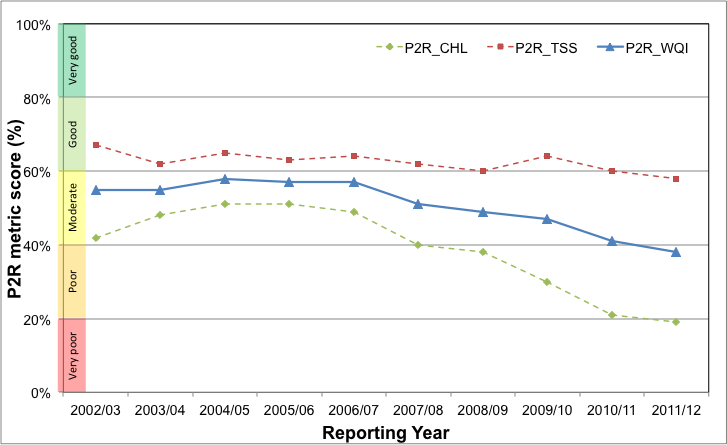 100%
80%
60%
40%
20%
0%
P2R metric score (%)
Very good
Good
Moderate
Poor
Very poor
P2R_CHL P2R_TSS P2R_WQI
2002/03 2003/04 2004/05 2005/06 2006/07 2007/08 2008/09 2009/10 2010/11 2011/12
Reporting Year